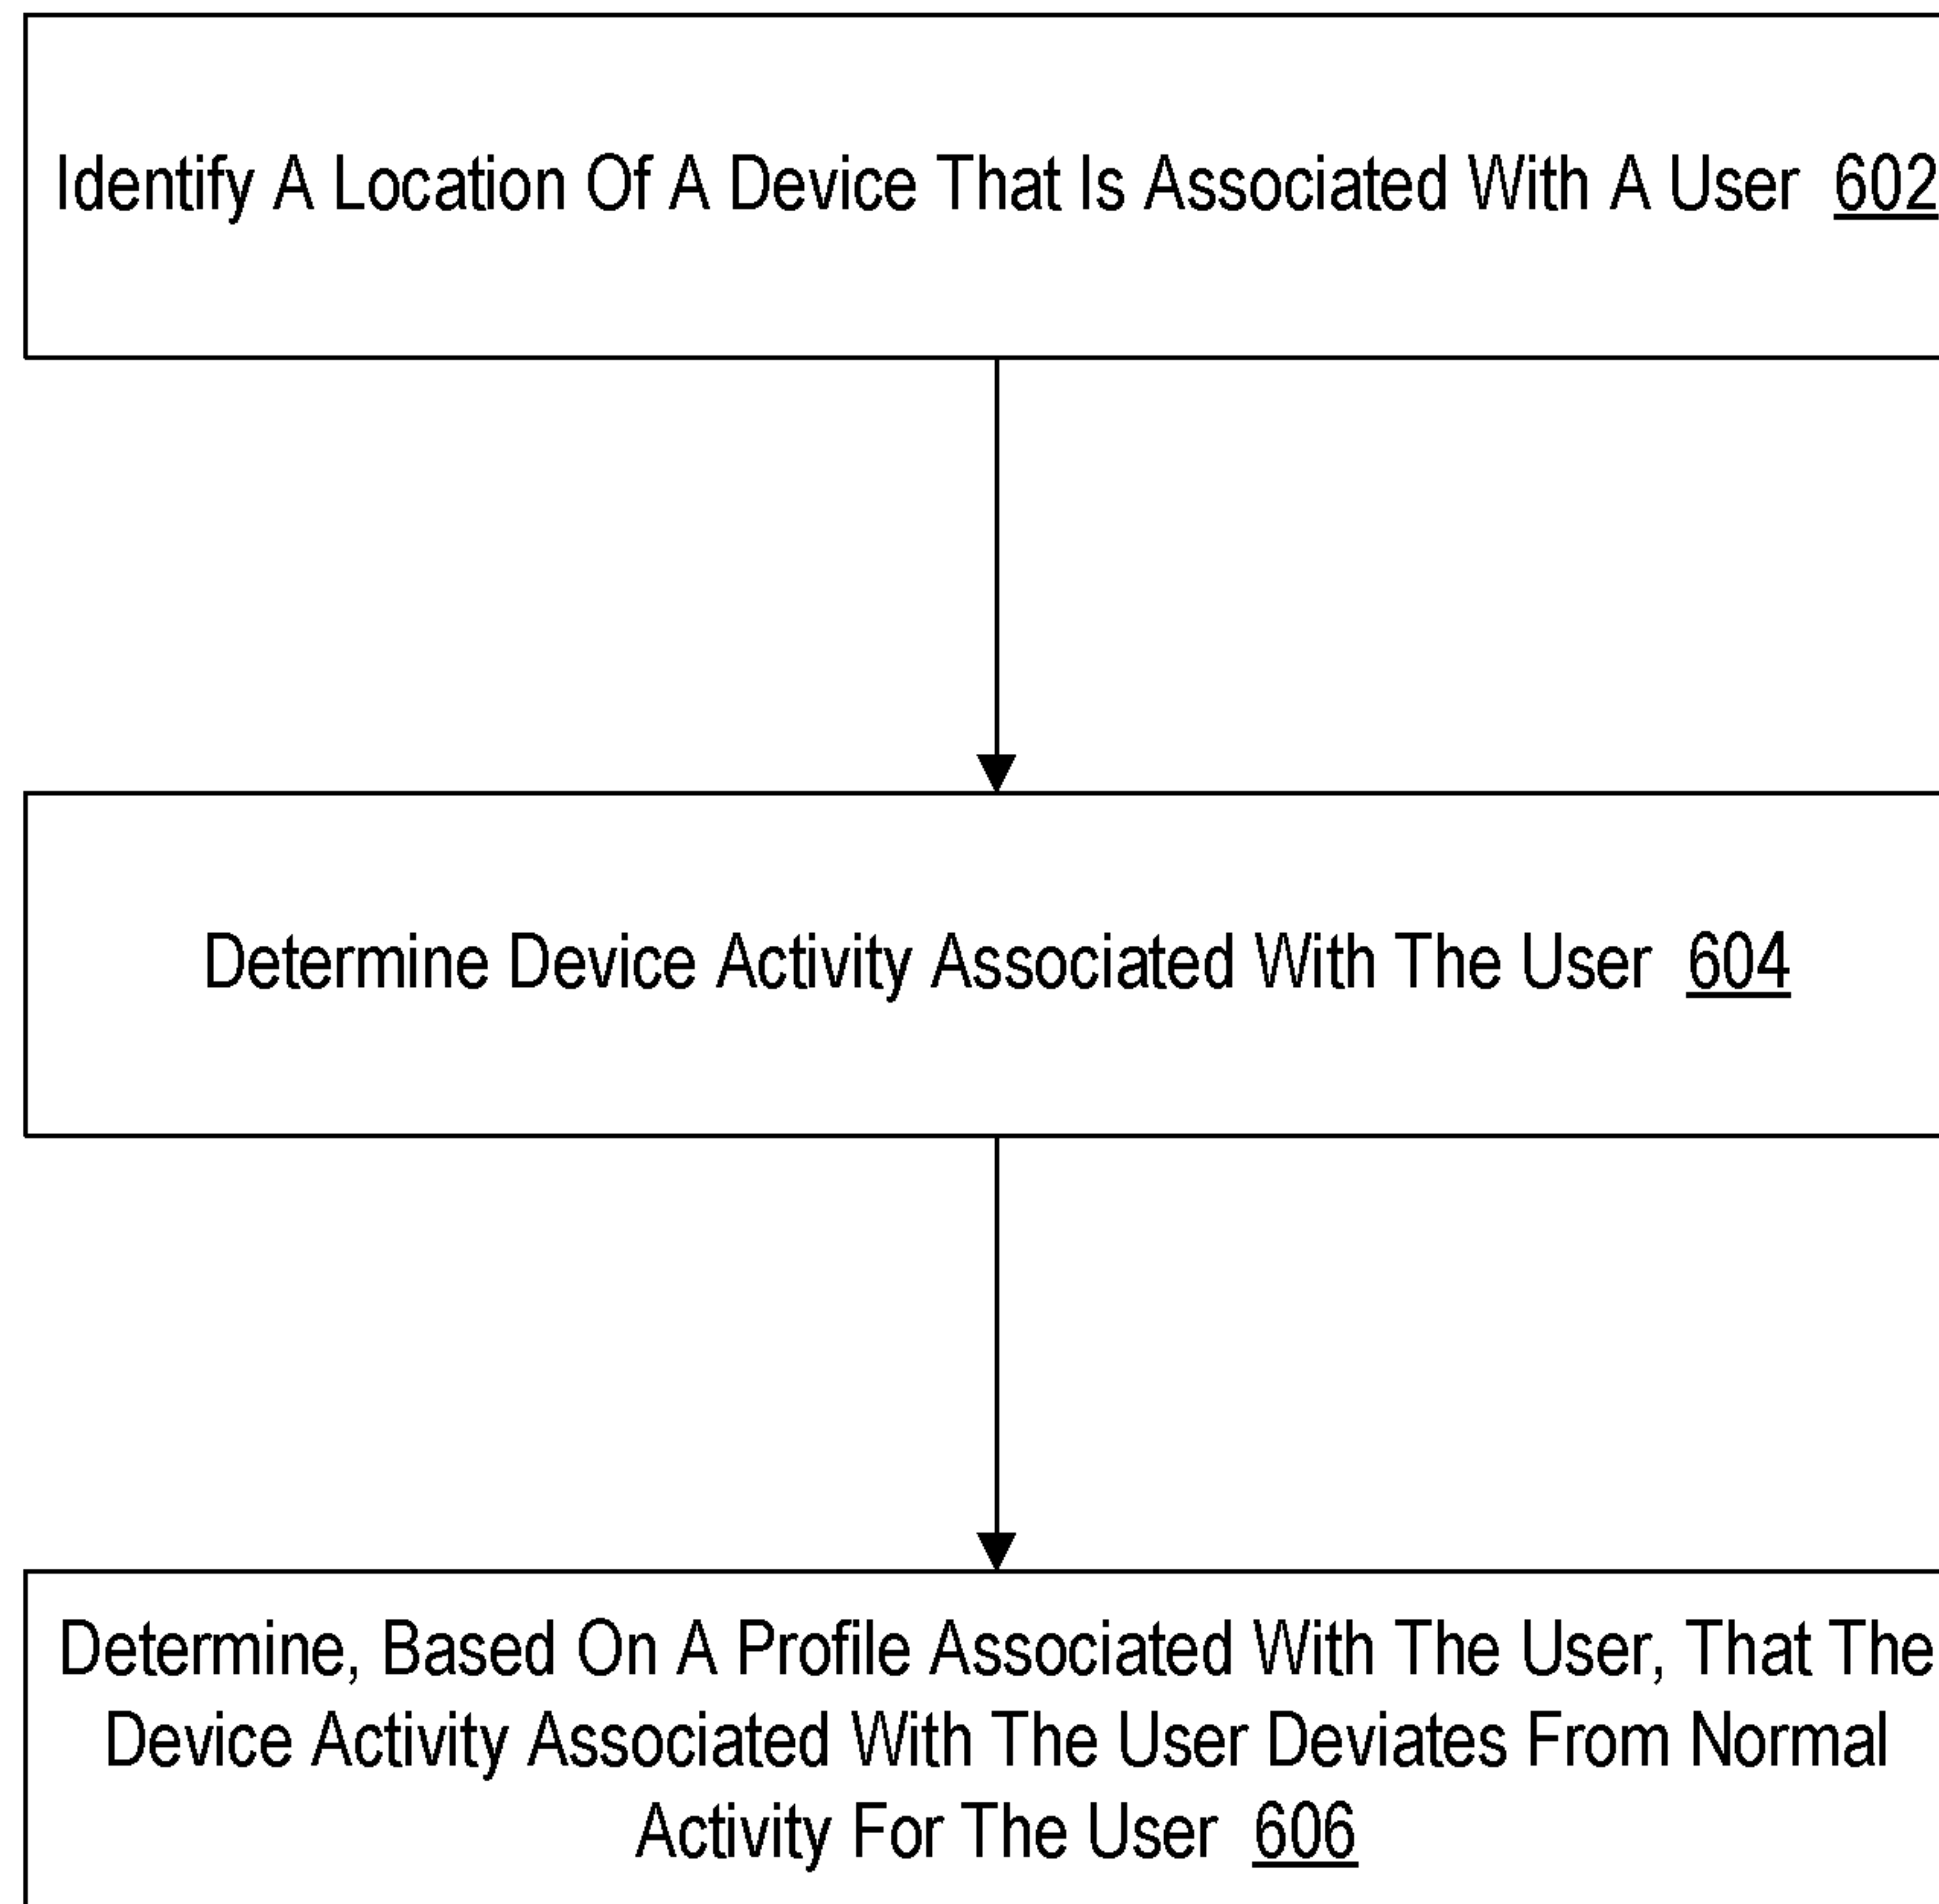 Identify A Location Of A Device That Is Associated With A User 602
Determine Device Activity Associated With The User 604
Determine, Based On A Profile Associated With The User, That The
Device Activity Associated With The User Deviates From Normal
Activity For The User 606